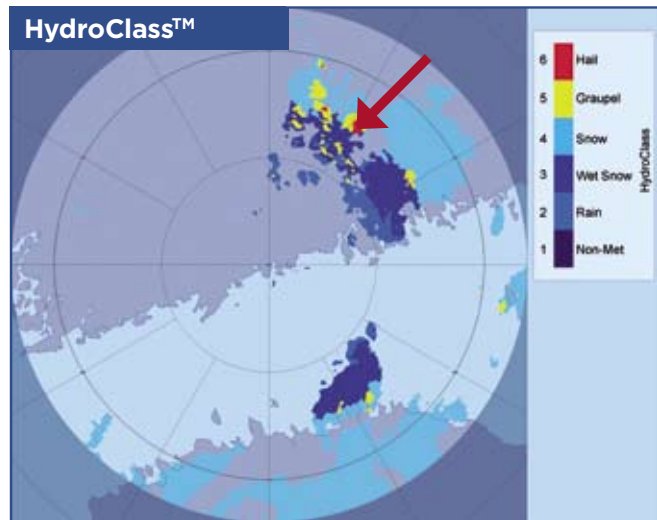 HydroClass™
6 Hail
5 Graupel
4 Snow
3 Wet Snow
2 Rain
1 Non-Met
HydroClass